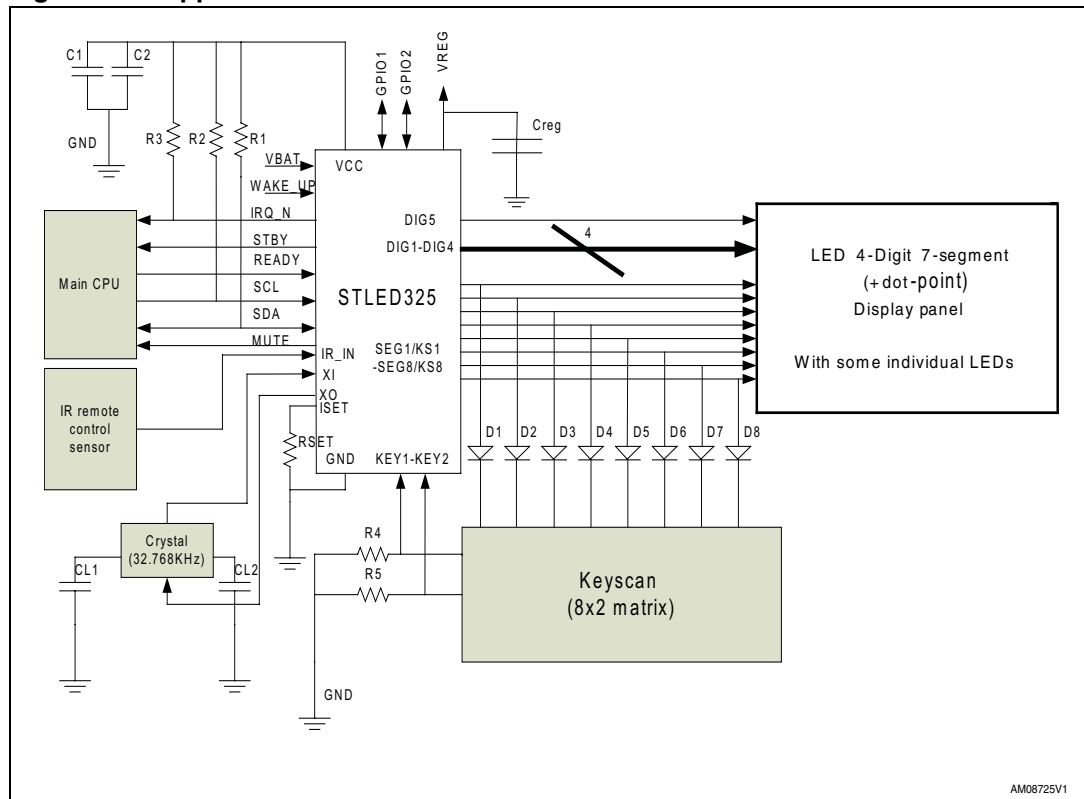 C1
C2
R3
R2
R1
GND
GPIO1
GPIO2
VREG
Creg
VBAT
WAKE_UP
VCC
IRQ_N
STBY
READY
SCL
SDA
MUTE
Main CPU
IR remote
control
sensor
STLED325
DIG5
DIG1-DIG4
4
SEG1/KS1
-SEG8/KS8
IR_IN
XI
XO
ISET
RSET
GND
KEY1-KEY2
LED 4-Digit 7-segment
(+dot-point)
Display panel
With some individual LEDs
D1 D2 D3 D4 D5 D6 D7 D8
Crystal
(32.768KHz)
CL1
CL2
R4
R5
GND
Keyscan
(8x2 matrix)
AM08725V1